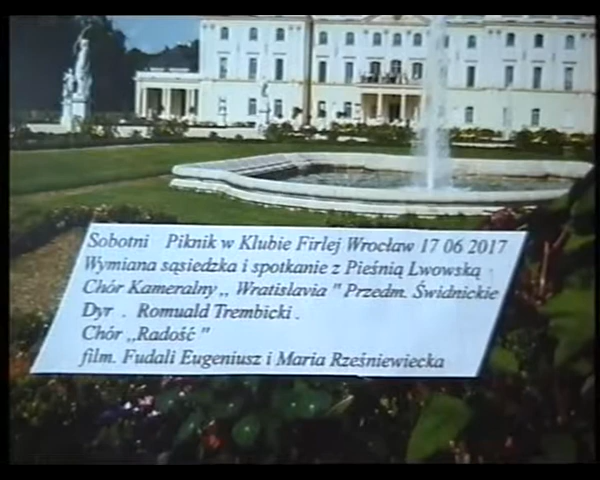 Sobotni Piknik w Klubie Firlej Wrocław 17 06 2017
Wymiana sąsiedzka i spotkanie z Pieśnią Lwowską
Chór Kameralny ,, Wratislavia " Przedm. Świdnickie
Dyr . Romuald Trembicki .
Chór ,,Radość "
film. Fudali Eugeniusz i Maria Rześniewiecka